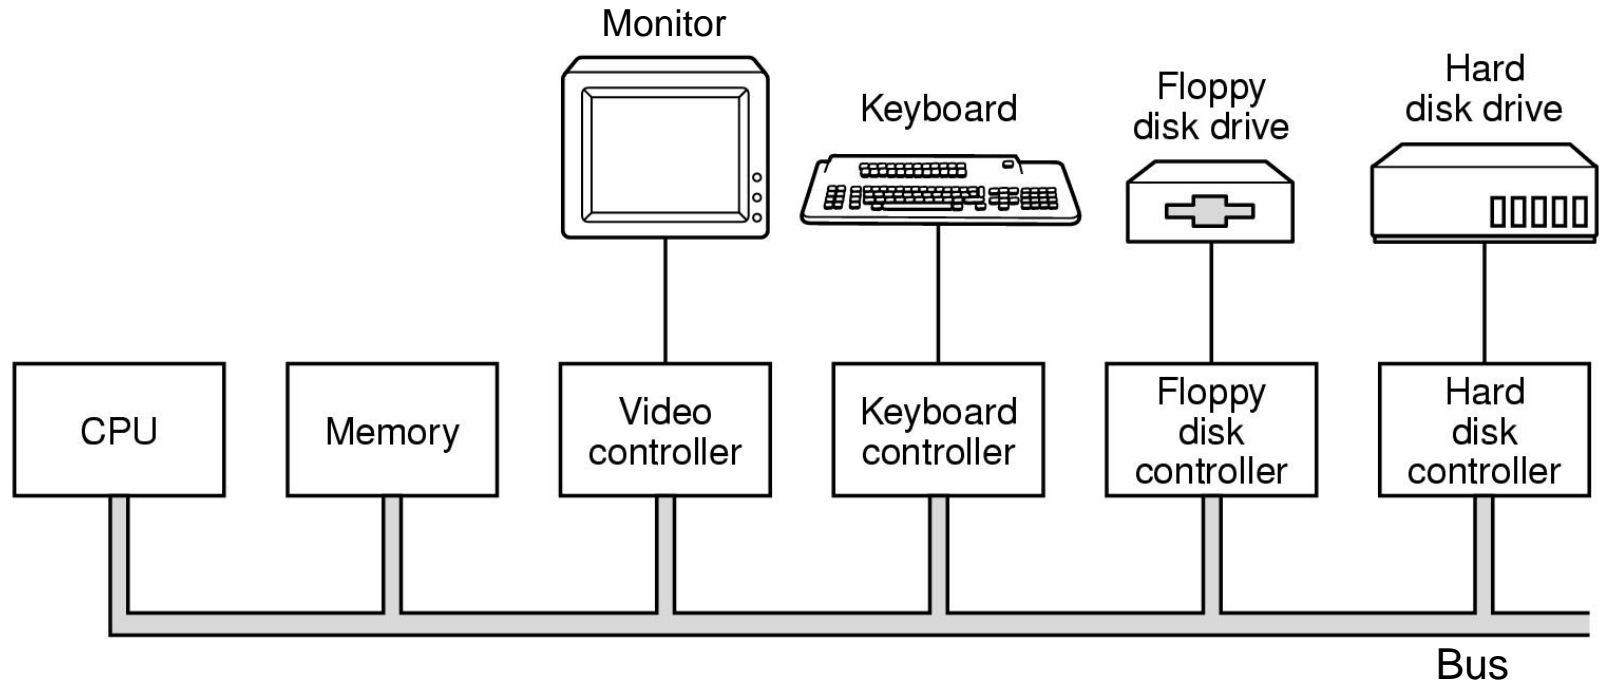 Monitor
Keyboard
Floppy
disk drive
Hard
disk drive
CPU
Memory
Video
controller
Keyboard
controller
Floppy
disk
controller
Hard
disk
controller
Bus